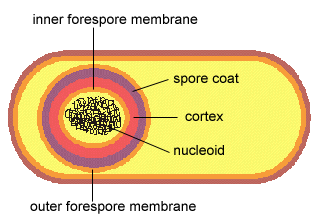 inner forespore membrane
spore coat
cortex
nucleoid
outer forespore membrane